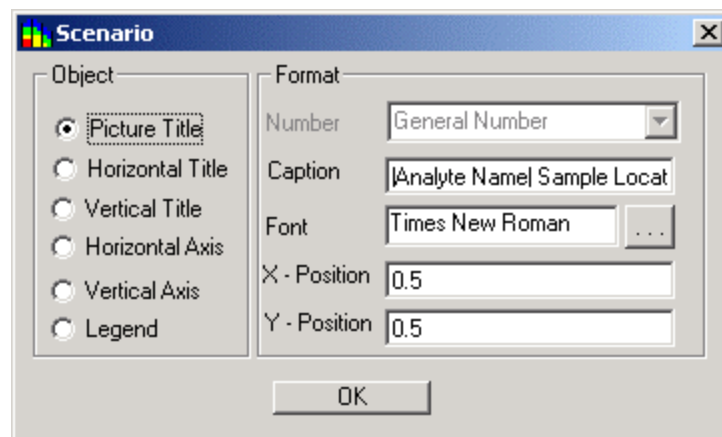 Scenario
Object
Picture Title
Horizontal Title
Vertical Title
Horizontal Axis
Vertical Axis
Legend
Format
Number
General Number
Caption
|Analyte Name| Sample Locat
Font
Times New Roman
...
X - Position
0.5
Y - Position
0.5
OK